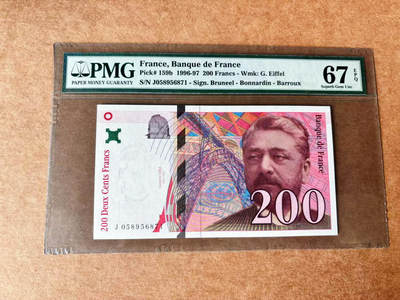 PMG
PAPER MONEY GUARANTY
France, Banque de France
Pick# 159b 1996-97 200 Francs - Wmk: G. Eiffel
S/N J058956871 - Sign. Bruneel - Bonnardin - Barroux
67 EPQ
Superb Gem Unc
200 Deux Cents Francs
Banque de France
200
J 058956871